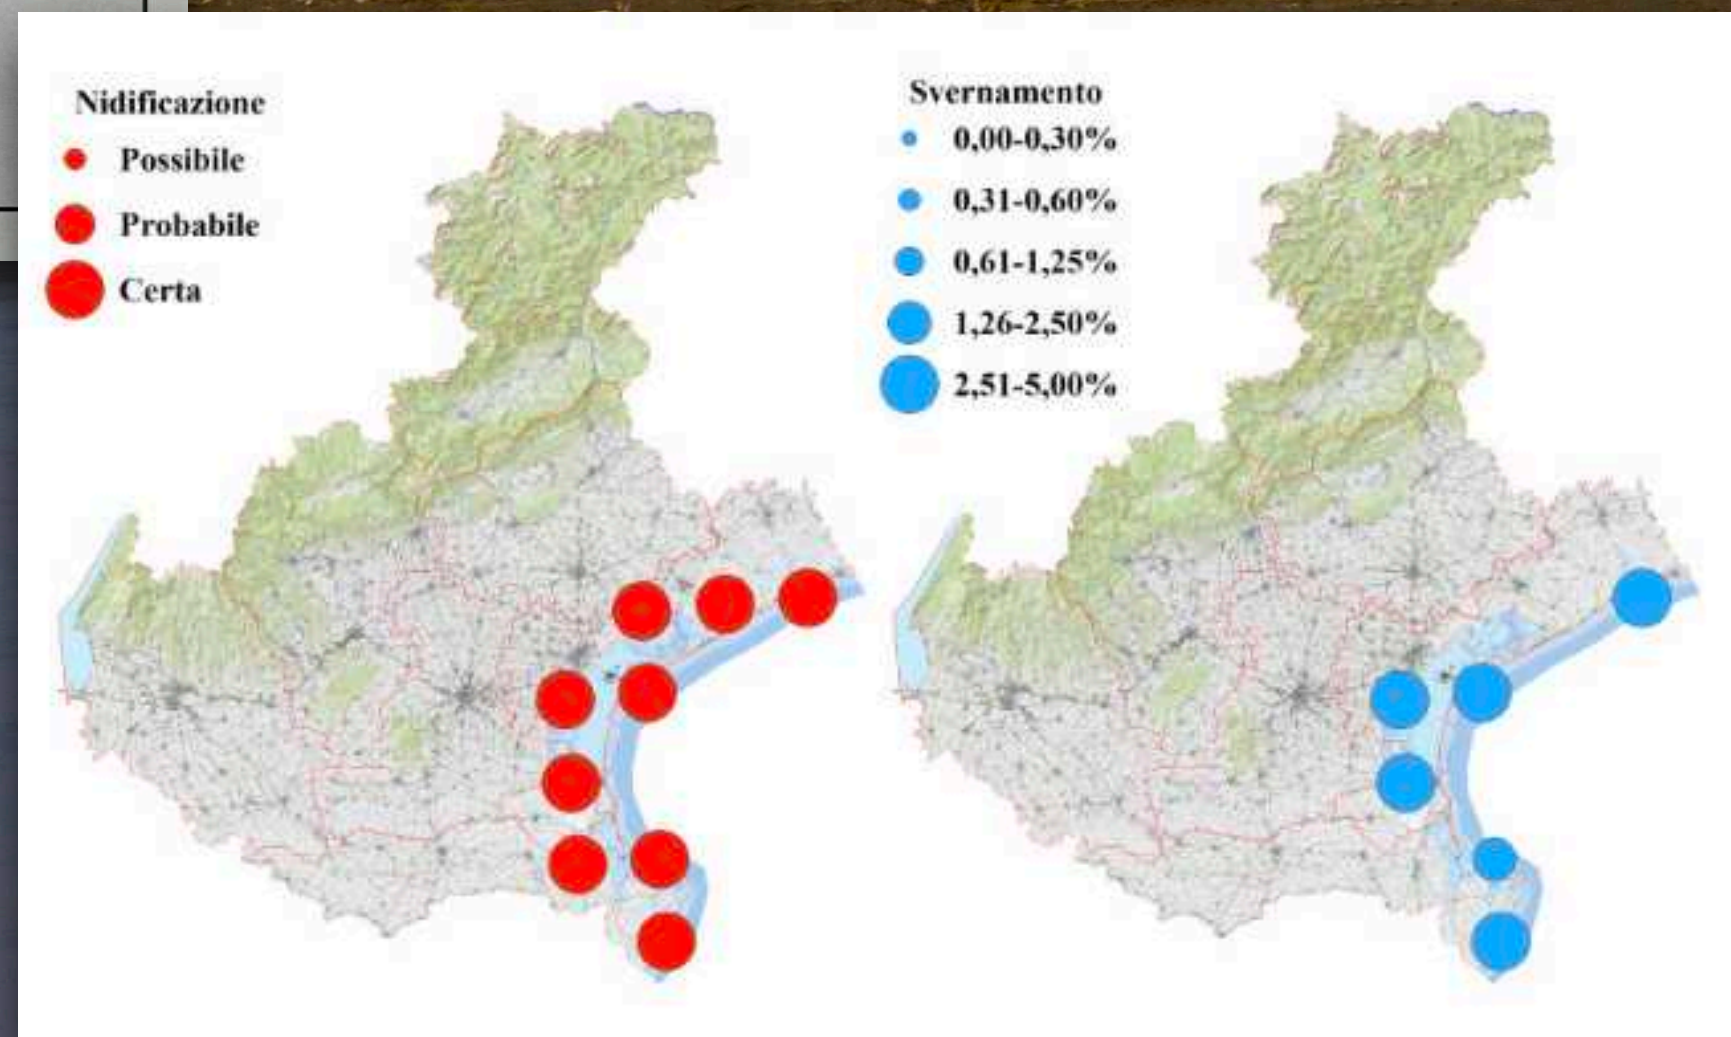 Nidificazione
Possibile
Probabile
Certa
Svernamento
0,00-0,30%
0,31-0,60%
0,61-1,25%
1,26-2,50%
2,51-5,00%